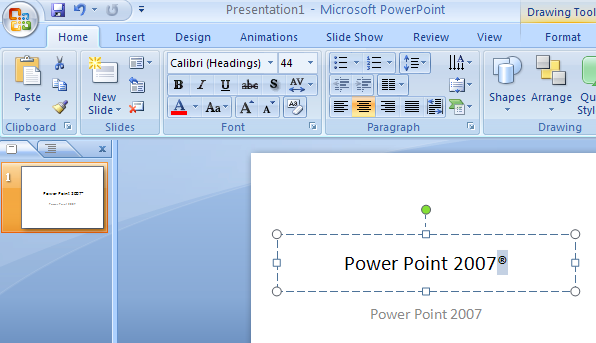 Presentation1 - Microsoft PowerPoint
Drawing Tool
Home Insert Design Animations Slide Show Review View Format
Calibri (Headings) 44
Paste New Slide Shapes Arrange Qu
Styl
B I U abe S AV
A Aa A A
Clipboard Slides Font Paragraph Drawing
1
Power Point 2007®
Power Point 2007
Power Point 2007®
Power Point 2007